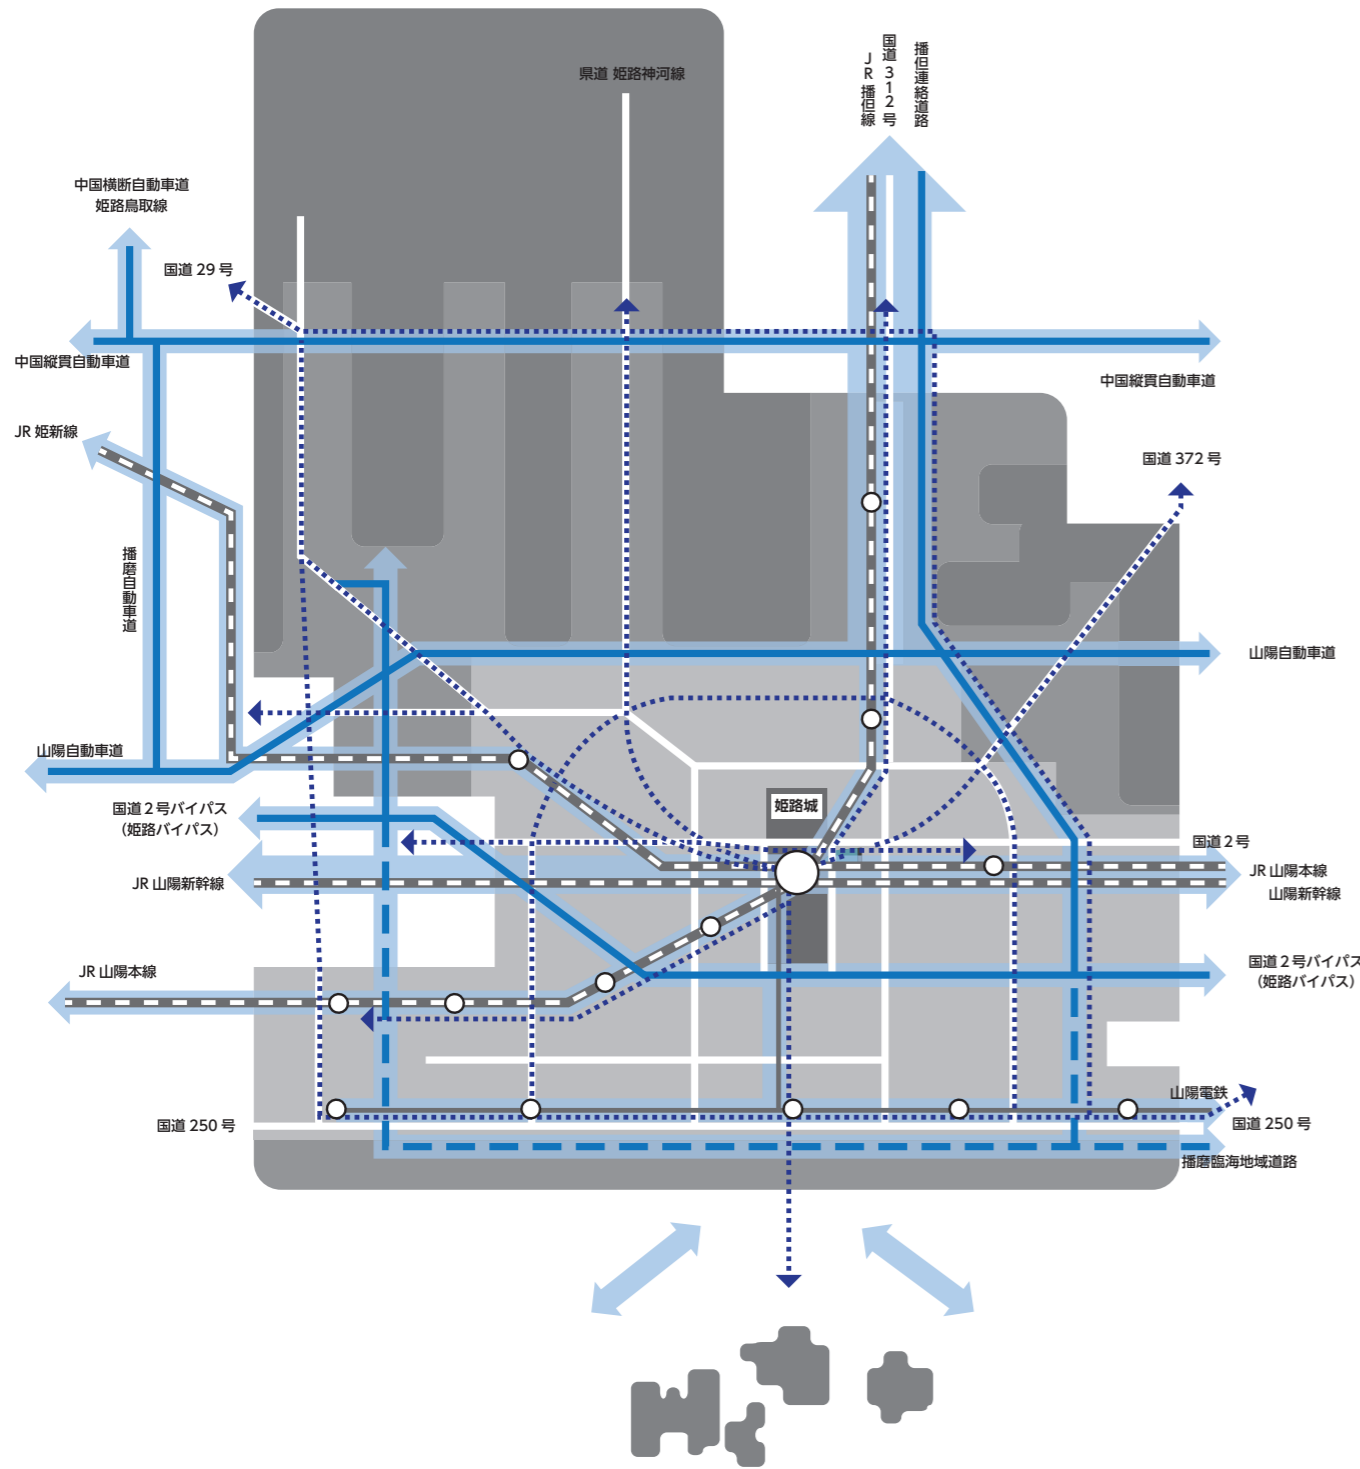 県道 姫路神河線
JR播但線
国道312号
播但連絡道路
中国横断自動車道
姫路鳥取線
国道 29 号
中国縦貫自動車道
中国縦貫自動車道
JR 姫新線
国道 372 号
播磨自動車道
山陽自動車道
山陽自動車道
国道2号バイパス
（姫路バイパス）
姫路城
国道2号
JR 山陽新幹線
JR 山陽本線
山陽新幹線
JR 山陽本線
国道2号バイパス
（姫路バイパス）
山陽電鉄
国道 250 号
国道 250 号
播磨臨海地域道路